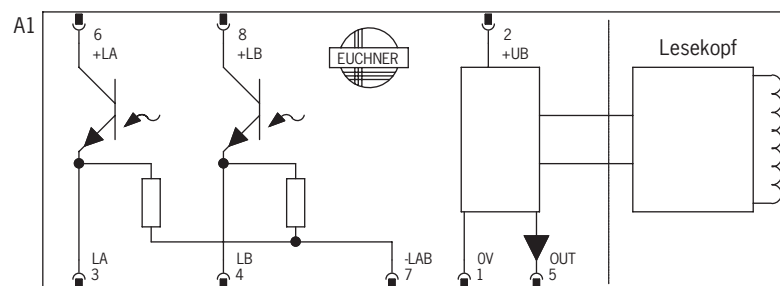 A1
6
+LA
8
+LB
EUCHNER
2
+UB
Lesekopf
LA
3
LB
4
-LAB
7
0V
1
OUT
5